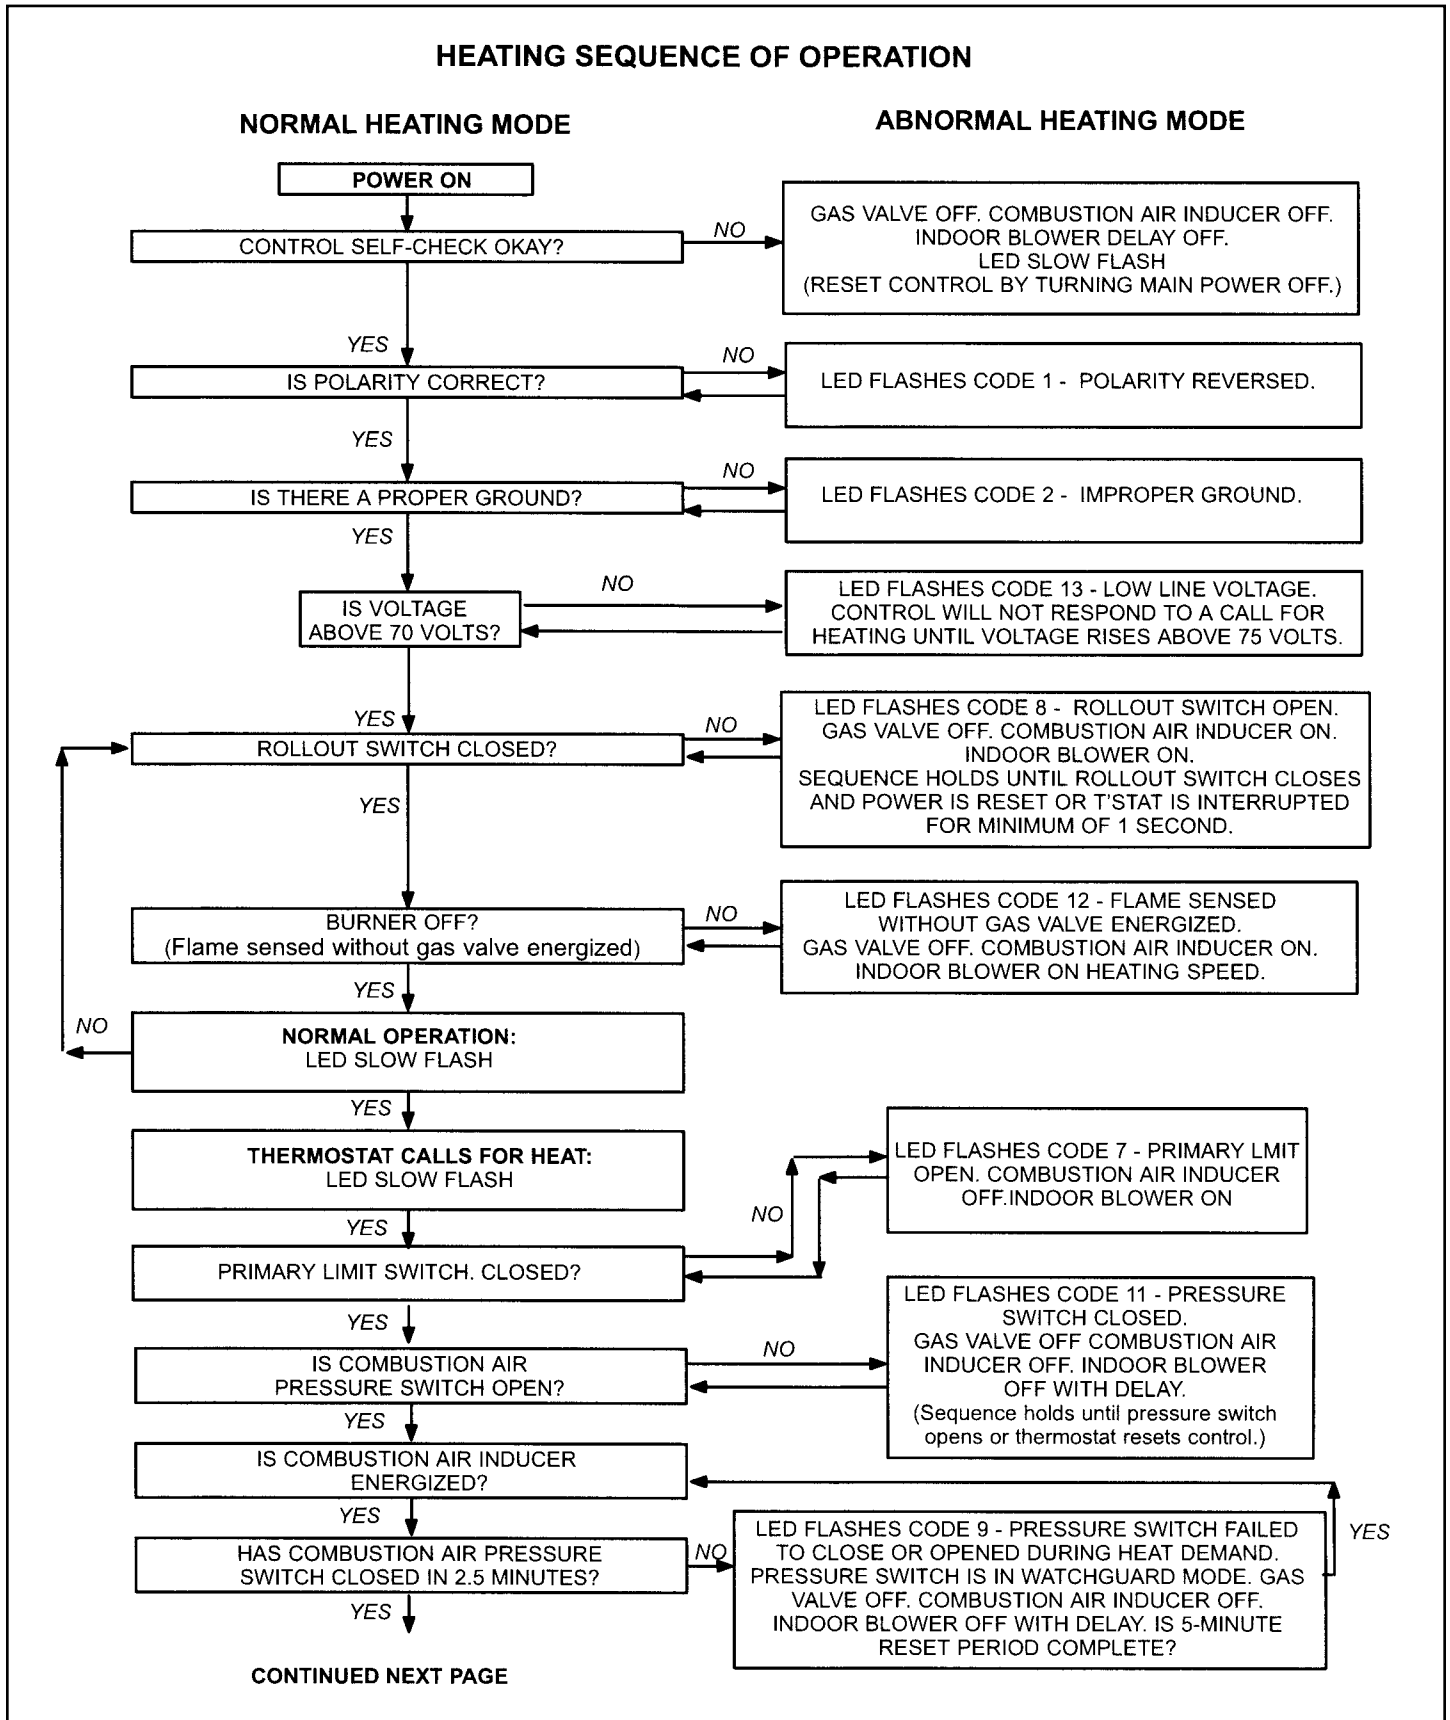 HEATING SEQUENCE OF OPERATION
NORMAL HEATING MODE
ABNORMAL HEATING MODE
POWER ON
CONTROL SELF-CHECK OKAY?
NO
GAS VALVE OFF. COMBUSTION AIR INDUCER OFF.
INDOOR BLOWER DELAY OFF.
LED SLOW FLASH
(RESET CONTROL BY TURNING MAIN POWER OFF.)
YES
IS POLARITY CORRECT?
NO
LED FLASHES CODE 1 - POLARITY REVERSED.
YES
IS THERE A PROPER GROUND?
NO
LED FLASHES CODE 2 - IMPROPER GROUND.
YES
IS VOLTAGE
ABOVE 70 VOLTS?
NO
LED FLASHES CODE 13 - LOW LINE VOLTAGE.
CONTROL WILL NOT RESPOND TO A CALL FOR
HEATING UNTIL VOLTAGE RISES ABOVE 75 VOLTS.
YES
ROLLOUT SWITCH CLOSED?
NO
LED FLASHES CODE 8 - ROLLOUT SWITCH OPEN.
GAS VALVE OFF. COMBUSTION AIR INDUCER ON.
INDOOR BLOWER ON.
SEQUENCE HOLDS UNTIL ROLLOUT SWITCH CLOSES
AND POWER IS RESET OR T'STAT IS INTERRUPTED
FOR MINIMUM OF 1 SECOND.
YES
BURNER OFF?
(Flame sensed without gas valve energized)
NO
LED FLASHES CODE 12 - FLAME SENSED
WITHOUT GAS VALVE ENERGIZED.
GAS VALVE OFF. COMBUSTION AIR INDUCER ON.
INDOOR BLOWER ON HEATING SPEED.
YES
NO
NORMAL OPERATION:
LED SLOW FLASH
YES
THERMOSTAT CALLS FOR HEAT:
LED SLOW FLASH
LED FLASHES CODE 7 - PRIMARY LMIT
OPEN. COMBUSTION AIR INDUCER
OFF.INDOOR BLOWER ON
YES
NO
PRIMARY LIMIT SWITCH. CLOSED?
YES
IS COMBUSTION AIR
PRESSURE SWITCH OPEN?
NO
LED FLASHES CODE 11 - PRESSURE
SWITCH CLOSED.
GAS VALVE OFF COMBUSTION AIR
INDUCER OFF. INDOOR BLOWER
OFF WITH DELAY.
(Sequence holds until pressure switch
opens or thermostat resets control.)
YES
IS COMBUSTION AIR INDUCER
ENERGIZED?
YES
HAS COMBUSTION AIR PRESSURE
SWITCH CLOSED IN 2.5 MINUTES?
NO
LED FLASHES CODE 9 - PRESSURE SWITCH FAILED
TO CLOSE OR OPENED DURING HEAT DEMAND.
PRESSURE SWITCH IS IN WATCHGUARD MODE. GAS
VALVE OFF. COMBUSTION AIR INDUCER OFF.
INDOOR BLOWER OFF WITH DELAY. IS 5-MINUTE
RESET PERIOD COMPLETE?
YES
YES
CONTINUED NEXT PAGE